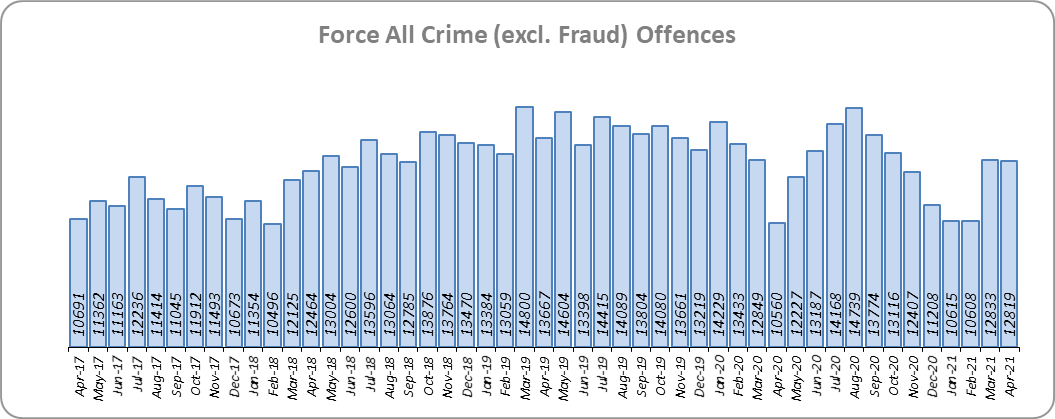 Force All Crime (excl. Fraud) Offences
10691
11362
11163
12236
11414
11045
11912
11493
10673
11354
10496
12125
12464
13004
12600
13596
13064
12785
13876
13764
13470
13384
13059
14800
13667
14604
13398
14415
14089
13804
14080
13661
13219
14229
13433
12849
10560
12227
13187
14168
14739
13774
13116
12407
11208
10615
10608
12833
12819
Apr-17
May-17
Jun-17
Jul-17
Aug-17
Sep-17
Oct-17
Nov-17
Dec-17
Jan-18
Feb-18
Mar-18
Apr-18
May-18
Jun-18
Jul-18
Aug-18
Sep-18
Oct-18
Nov-18
Dec-18
Jan-19
Feb-19
Mar-19
Apr-19
May-19
Jun-19
Jul-19
Aug-19
Sep-19
Oct-19
Nov-19
Dec-19
Jan-20
Feb-20
Mar-20
Apr-20
May-20
Jun-20
Jul-20
Aug-20
Sep-20
Oct-20
Nov-20
Dec-20
Jan-21
Feb-21
Mar-21
Apr-21